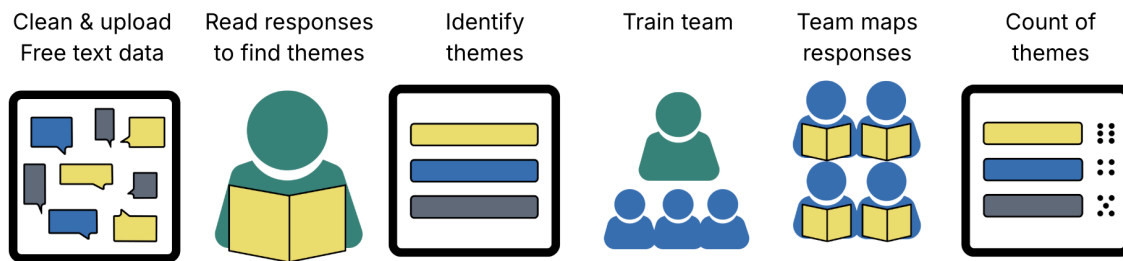 Clean & upload
Free text data
Read responses
to find themes
Identify
themes
Train team
Team maps
responses
Count of
themes